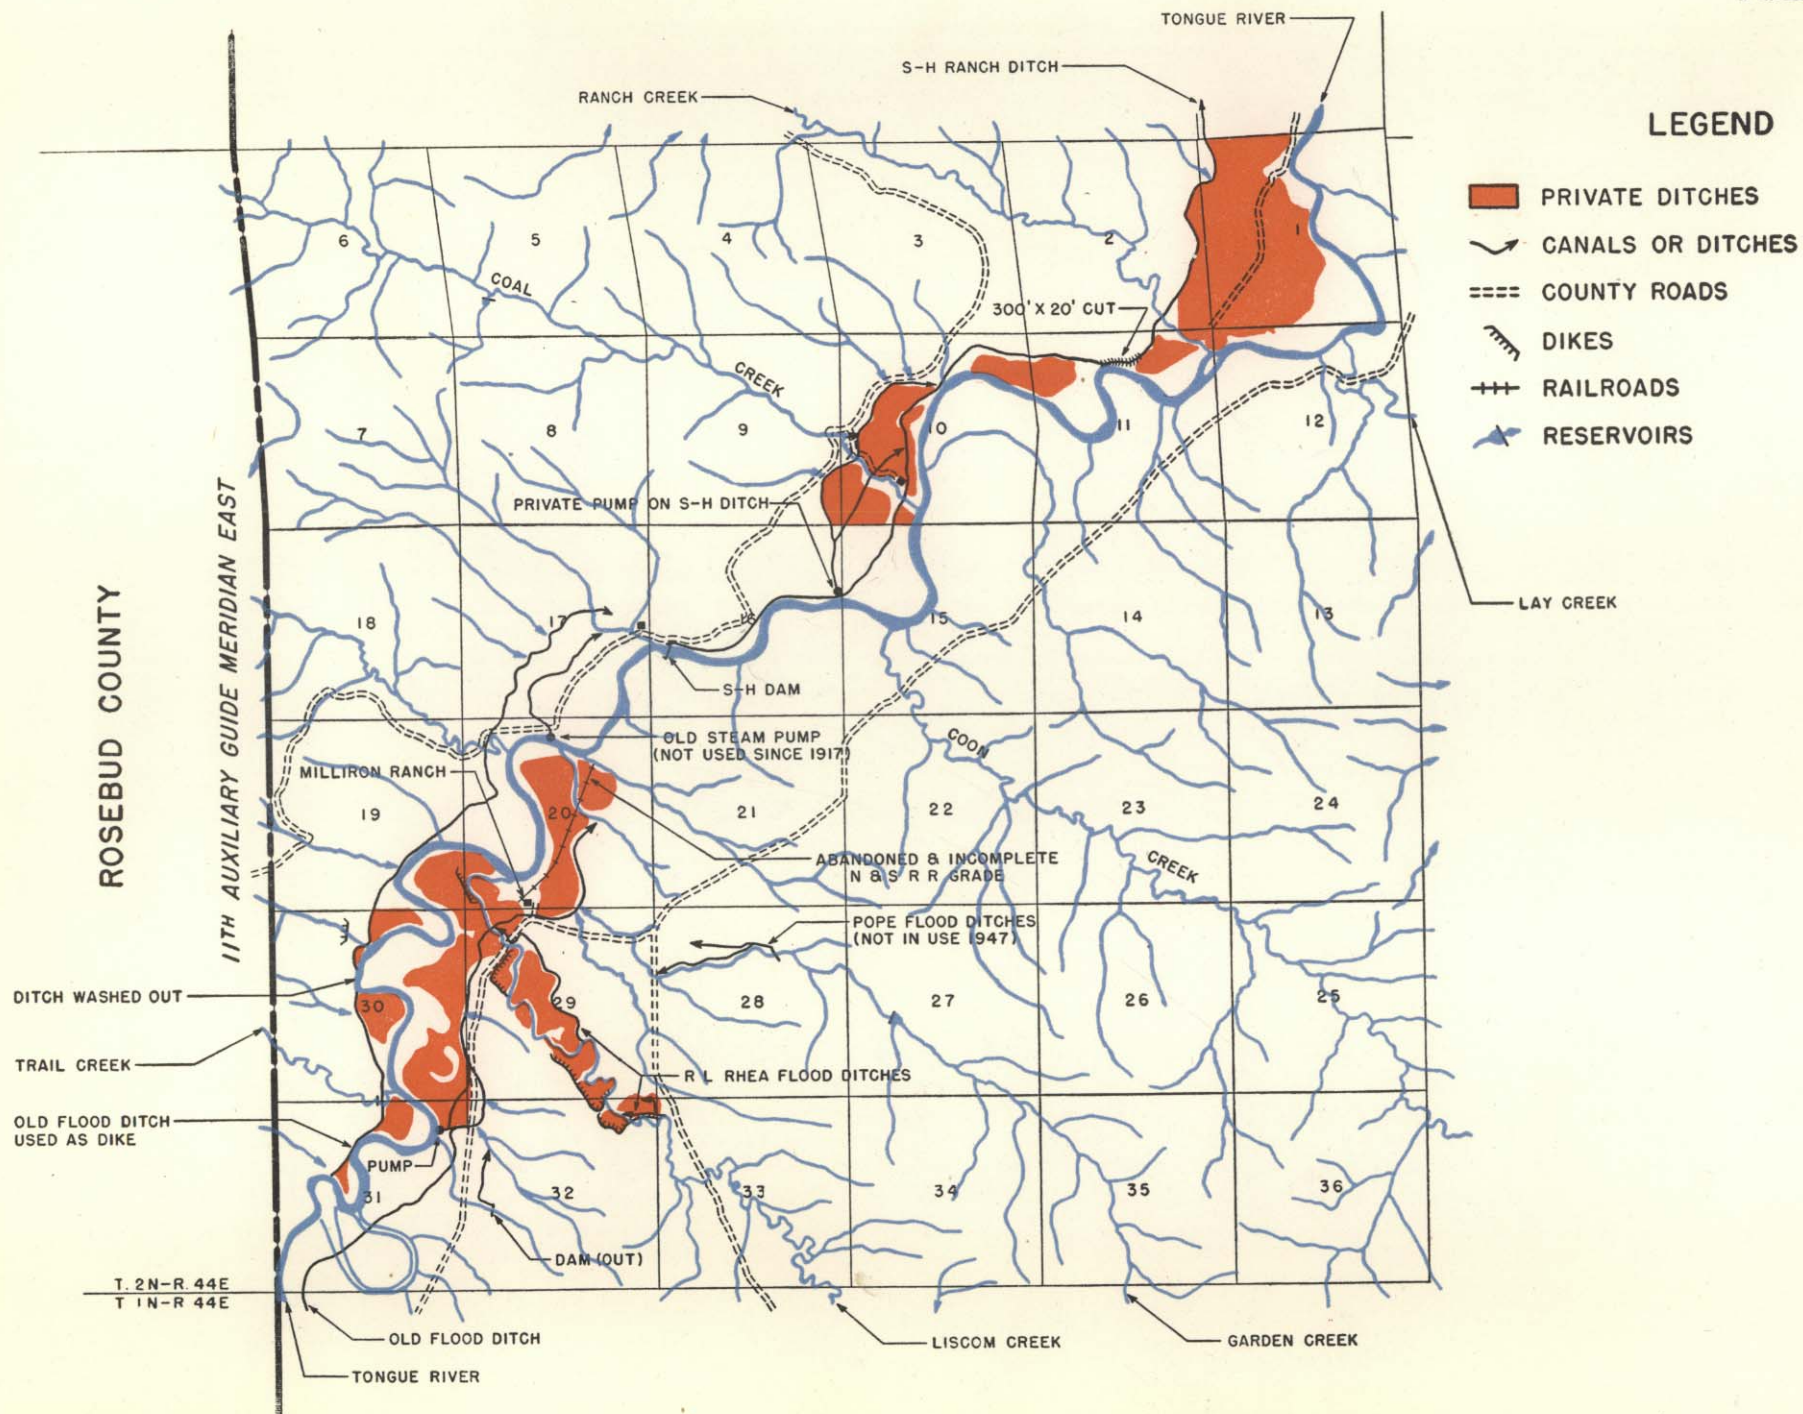 TONGUE RIVER
S-H RANCH DITCH
RANCH CREEK
LEGEND
PRIVATE DITCHES
CANALS OR DITCHES
COUNTY ROADS
DIKES
RAILROADS
RESERVOIRS
6
5
4
3
2
1
COAL
300' X 20' CUT
CREEK
7
8
9
10
11
12
PRIVATE PUMP ON S-H DITCH
ROSEBUD COUNTY
11TH AUXILIARY GUIDE MERIDIAN EAST
LAY CREEK
18
17
16
15
14
13
S-H DAM
OLD STEAM PUMP
(NOT USED SINCE 1917)
COON
MILLIRON RANCH
19
20
21
22
23
24
ABANDONED & INCOMPLETE
N & S R R GRADE
CREEK
POPE FLOOD DITCHES
(NOT IN USE 1947)
DITCH WASHED OUT
30
29
28
27
26
25
TRAIL CREEK
R L RHEA FLOOD DITCHES
OLD FLOOD DITCH
USED AS DIKE
PUMP
31
32
33
34
35
36
DAM (OUT)
T. 2N-R. 44E
T 1N-R 44E
OLD FLOOD DITCH
LISCOM CREEK
GARDEN CREEK
TONGUE RIVER